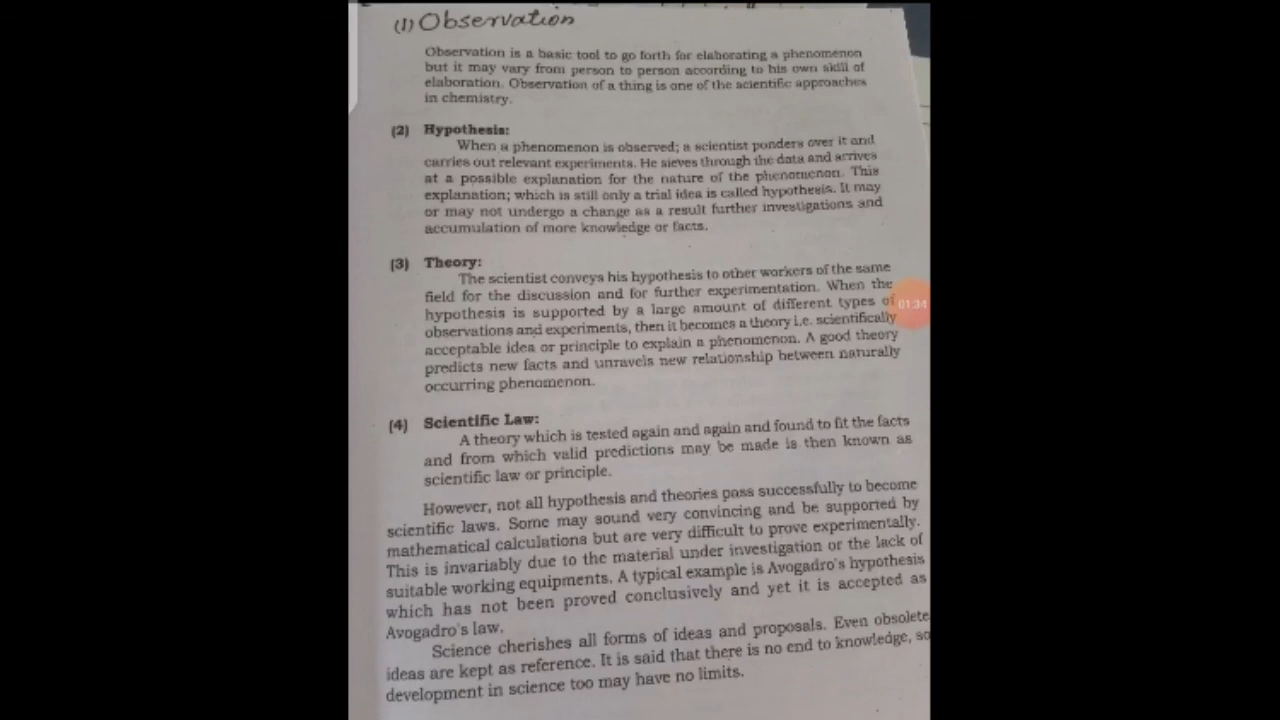 (1) Observation
Observation is a basic tool to go forth for elaborating a phenomenon
but it may vary from person to person according to his own skill of
elaboration. Observation of a thing is one of the scientific approaches
in chemistry.
(2) Hypothesis:
When a phenomenon is observed; a scientist ponders over it and
carries out relevant experiments. He sieves through the data and arrives
at a possible explanation for the nature of the phenomenon. This
explanation; which is still only a trial idea is called hypothesis. It may
or may not undergo a change as a result further investigations and
accumulation of more knowledge or facts.
(3) Theory:
The scientist conveys his hypothesis to other workers of the same
field for the discussion and for further experimentation. When the
hypothesis is supported by a large amount of different types of
observations and experiments, then it becomes a theory i.e. scientifically
acceptable idea or principle to explain a phenomenon. A good theory
predicts new facts and unravels new relationship between naturally
occurring phenomenon.
01:34
(4) Scientific Law:
A theory which is tested again and again and found to fit the facts
and from which valid predictions may be made is then known as
scientific law or principle.
However, not all hypothesis and theories pass successfully to become
scientific laws. Some may sound very convincing and be supported by
mathematical calculations but are very difficult to prove experimentally.
This is invariably due to the material under investigation or the lack of
suitable working equipments. A typical example is Avogadro's hypothesis
which has not been proved conclusively and yet it is accepted as
Avogadro's law.
Science cherishes all forms of ideas and proposals. Even obsolete
ideas are kept as reference. It is said that there is no end to knowledge, so
development in science too may have no limits.